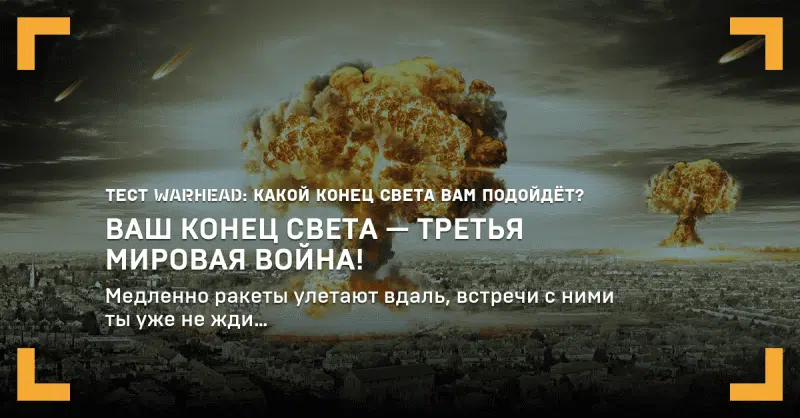 ТЕСТ WARHEAD: КАКОЙ КОНЕЦ СВЕТА ВАМ ПОДОЙДЁТ?
ВАШ КОНЕЦ СВЕТА — ТРЕТЬЯ
МИРОВАЯ ВОЙНА!
Медленно ракеты улетают вдаль, встречи с ними
ты уже не жди…